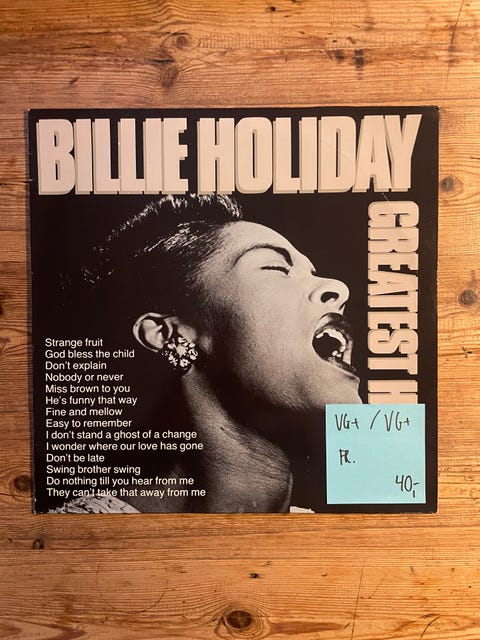 BILLIE HOLIDAY
GREATEST H
Strange fruit
God bless the child
Don't explain
Nobody or never
Miss brown to you
He's funny that way
Fine and mellow
Easy to remember
I don't stand a ghost of a change
I wonder where our love has gone
Don't be late
Swing brother swing
Do nothing till you hear from me
They can't take that away from me
VG+ / VG+
FR.
40,-